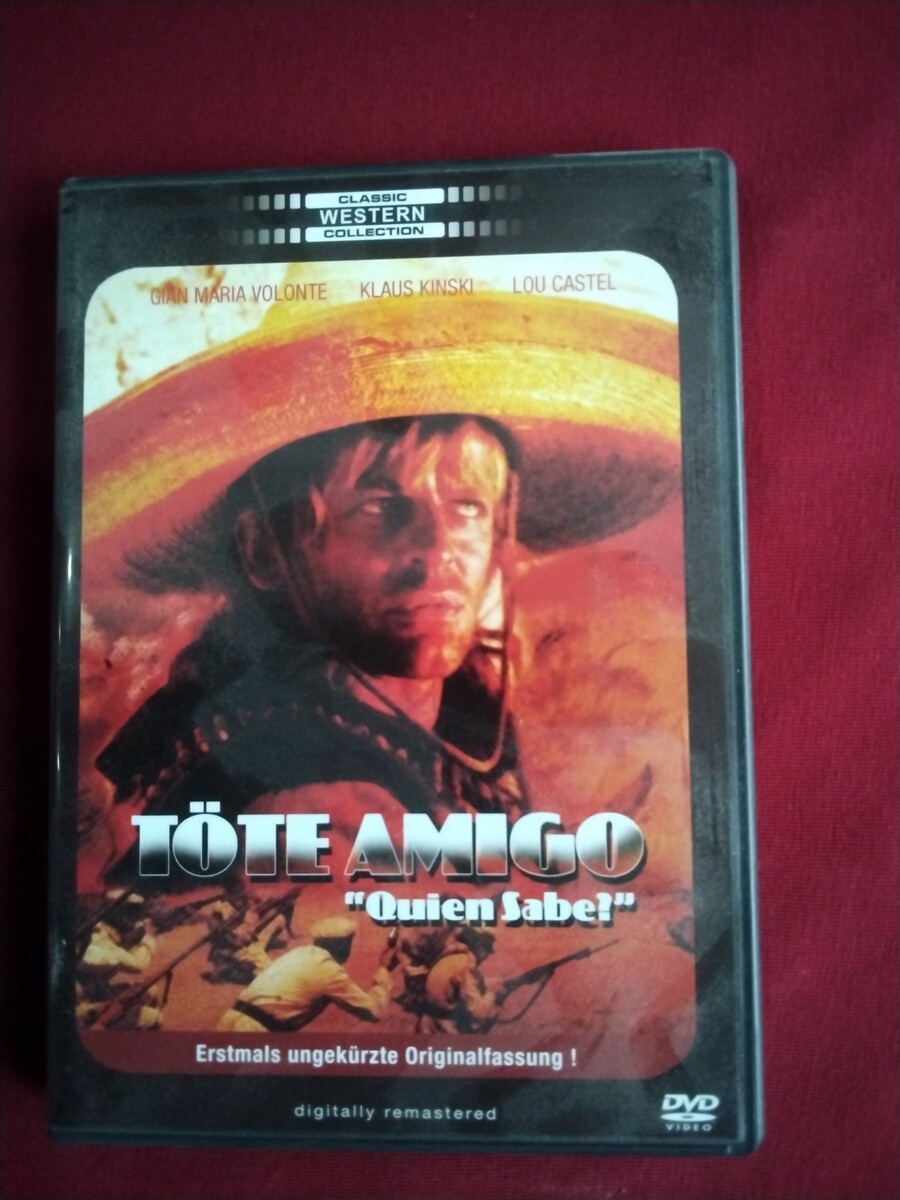 CLASSIC
WESTERN
COLLECTION
GIAN MARIA VOLONTE KLAUS KINSKI LOU CASTEL
TÖTE AMIGO
"Quien Sabe?"
Erstmals ungekürzte Originalfassung !
digitally remastered
DVD
VIDEO